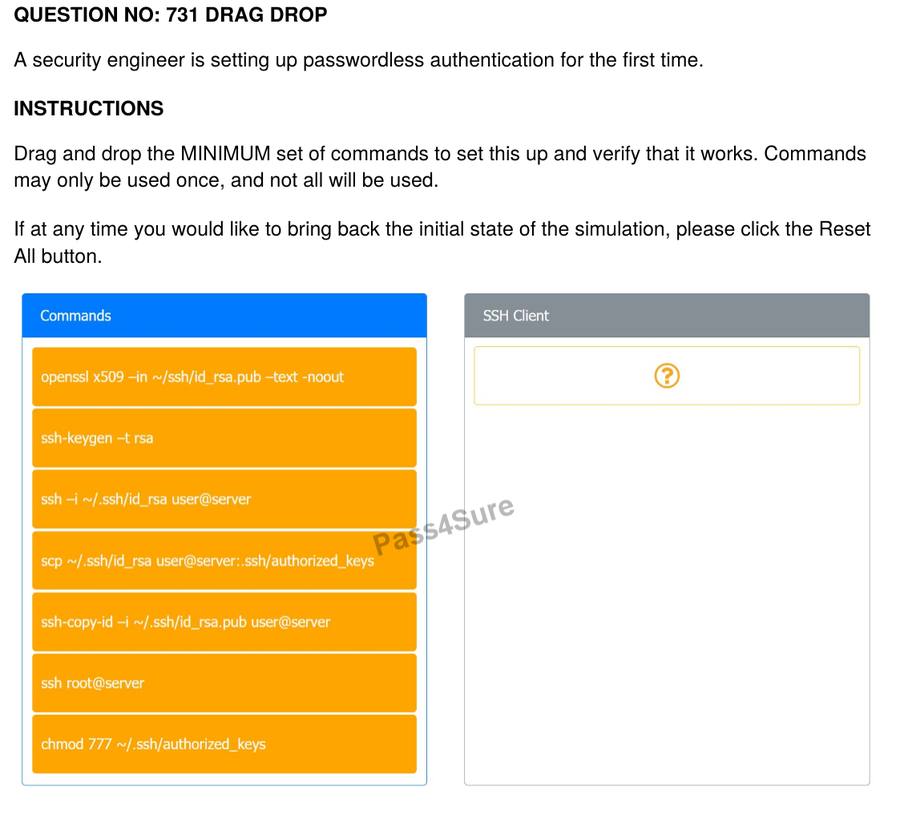 QUESTION NO: 731 DRAG DROP
A security engineer is setting up passwordless authentication for the first time.
INSTRUCTIONS
Drag and drop the MINIMUM set of commands to set this up and verify that it works. Commands
may only be used once, and not all will be used.
If at any time you would like to bring back the initial state of the simulation, please click the Reset
All button.
Commands
openssl x509 –in ~/ssh/id_rsa.pub –text -noout
ssh-keygen –t rsa
ssh –i ~/.ssh/id_rsa user@server
scp ~/.ssh/id_rsa user@server:.ssh/authorized_keys
ssh-copy-id –i ~/.ssh/id_rsa.pub user@server
ssh root@server
chmod 777 ~/.ssh/authorized_keys
SSH Client
?
Pass4Sure